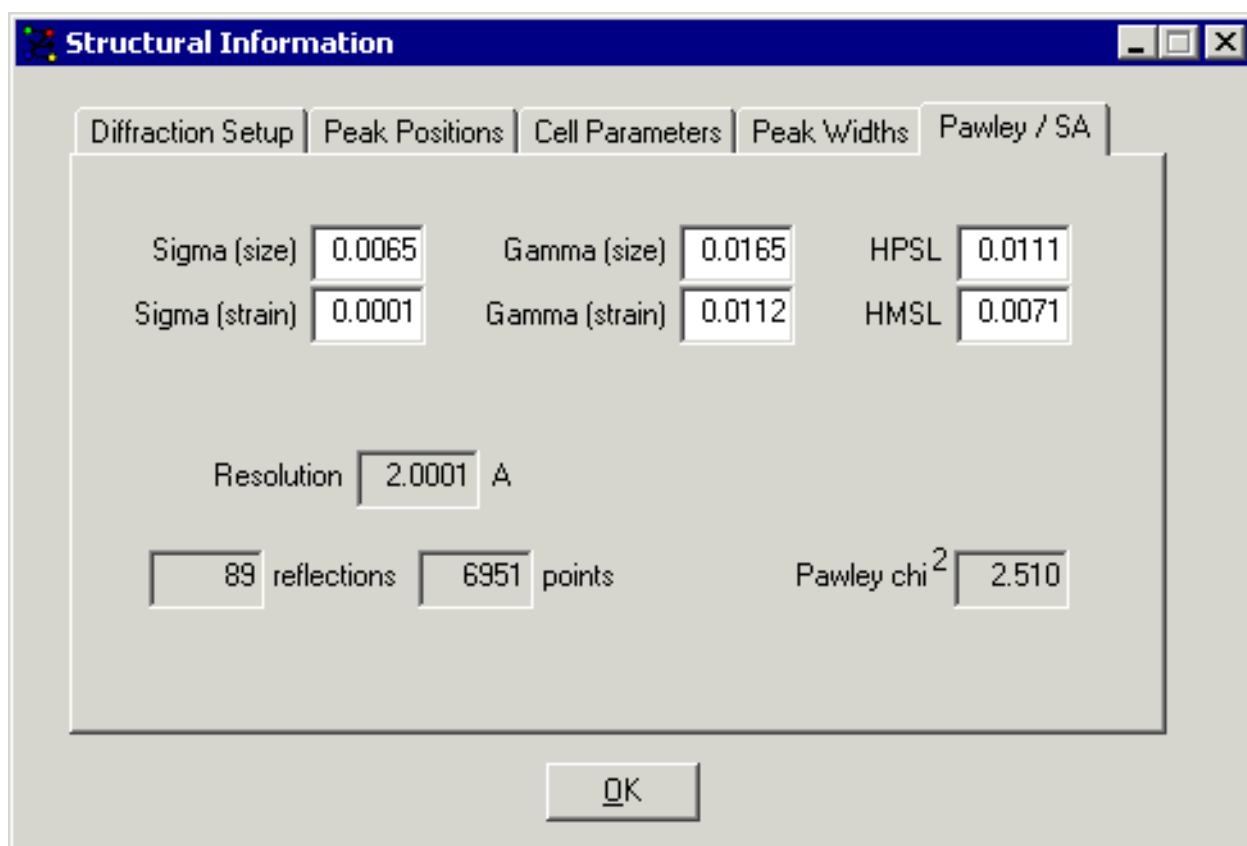 Structural Information
Diffraction Setup Peak Positions Cell Parameters Peak Widths Pawley / SA
Sigma (size) 0.0065 Gamma (size) 0.0165 HPSL 0.0111
Sigma (strain) 0.0001 Gamma (strain) 0.0112 HMSL 0.0071
Resolution 2.0001 A
89 reflections 6951 points Pawley chi 2 2.510
OK